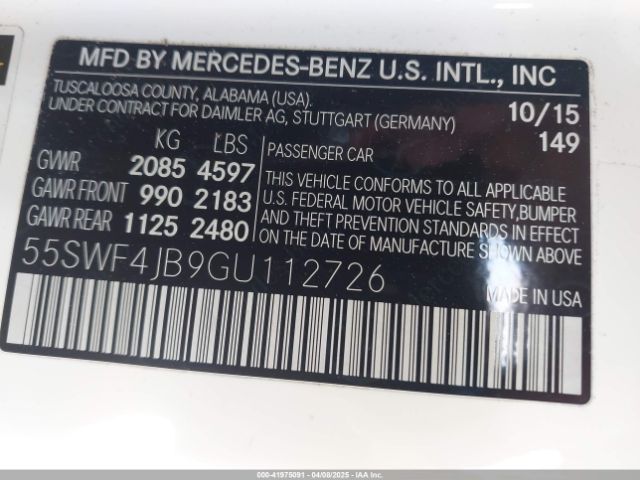 MFD BY MERCEDES-BENZ U.S. INTL., INC
TUSCALOOSA COUNTY, ALABAMA (USA). 10/15
UNDER CONTRACT FOR DAIMLER AG, STUTTGART (GERMANY) 149
KG LBS
GVWR 2085 4597
GAWR FRONT 990 2183
GAWR REAR 1125 2480
PASSENGER CAR
THIS VEHICLE CONFORMS TO ALL APPLICABLE
U.S. FEDERAL MOTOR VEHICLE SAFETY, BUMPER
AND THEFT PREVENTION STANDARDS IN EFFECT
ON THE DATE OF MANUFACTURE SHOWN ABOVE
55SWF4JB9GU112726
MADE IN USA
000-41975091 - 04/08/2025 - IAAI.COM